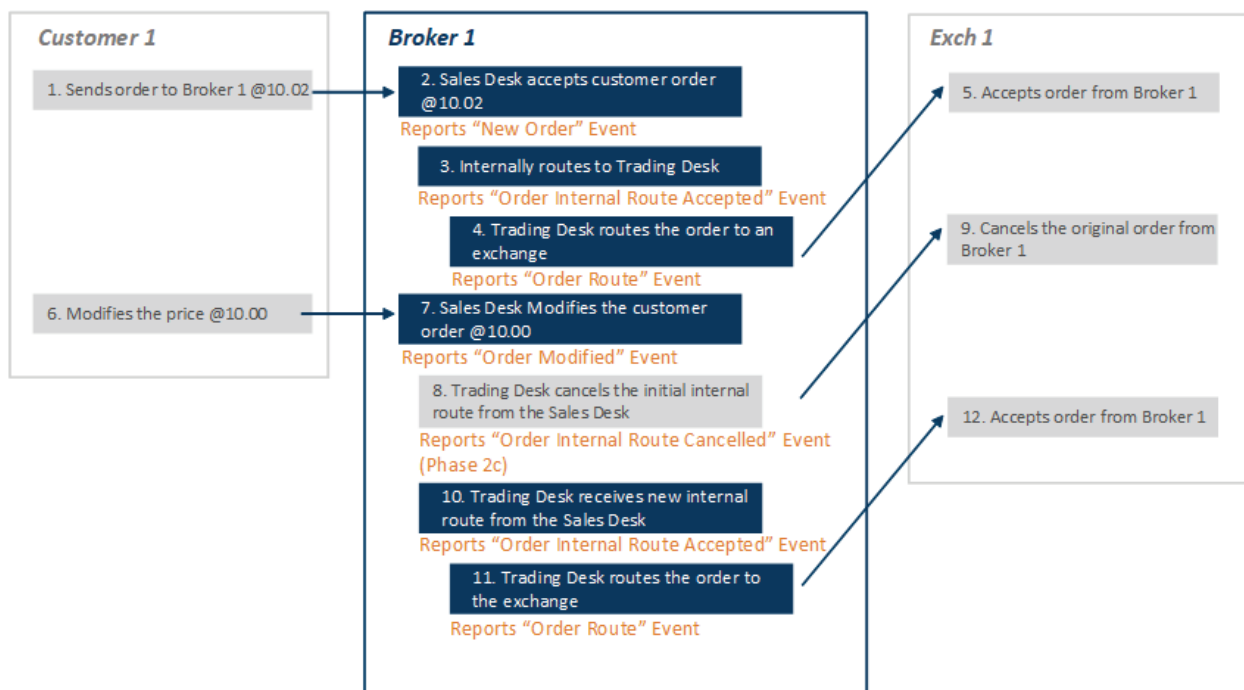 Customer 1
1. Sends order to Broker 1 @10.02
6. Modifies the price @10.00
Broker 1
2. Sales Desk accepts customer order
@10.02
Reports “New Order” Event
3. Internally routes to Trading Desk
Reports “Order Internal Route Accepted” Event
4. Trading Desk routes the order to an
exchange
Reports “Order Route” Event
7. Sales Desk Modifies the customer
order @10.00
Reports “Order Modified” Event
8. Trading Desk cancels the initial internal
route from the Sales Desk
Reports “Order Internal Route Cancelled” Event
(Phase 2c)
10. Trading Desk receives new internal
route from the Sales Desk
Reports “Order Internal Route Accepted” Event
11. Trading Desk routes the order to
the exchange
Reports “Order Route” Event
Exch 1
5. Accepts order from Broker 1
9. Cancels the original order from
Broker 1
12. Accepts order from Broker 1